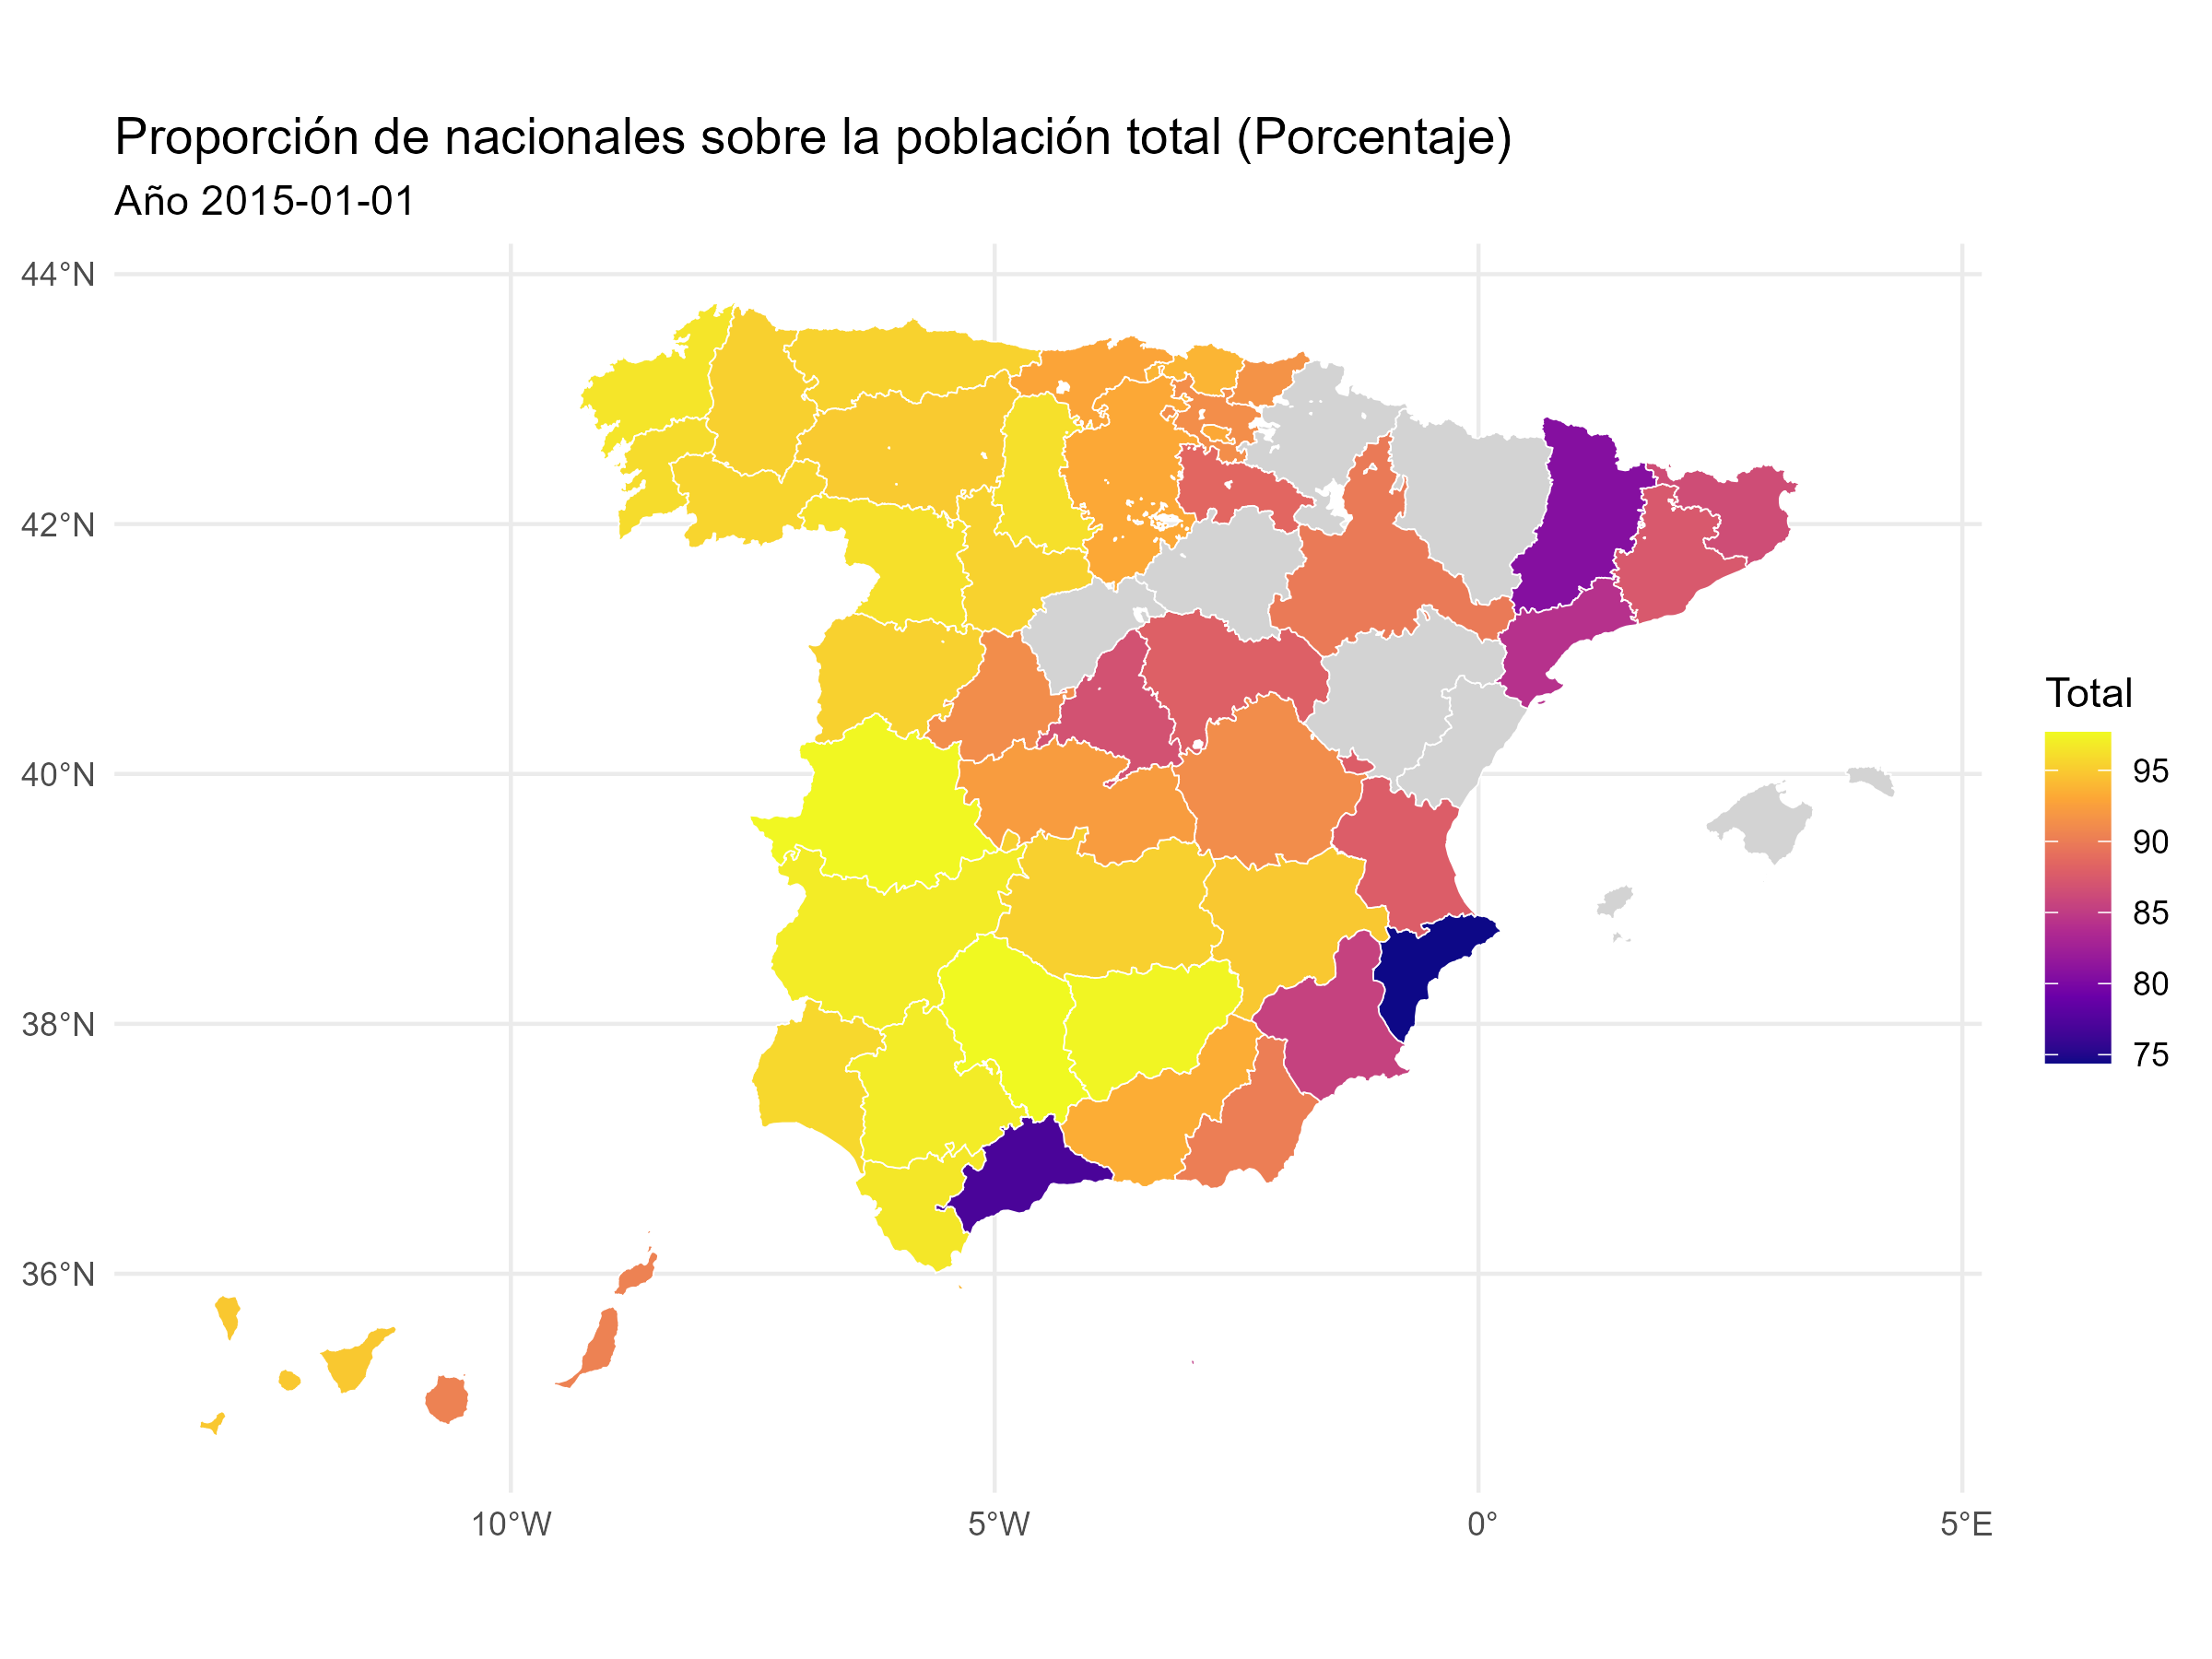 Proporción de nacionales sobre la población total (Porcentaje)
Año 2015-01-01
44°N
42°N
40°N
38°N
36°N
10°W
5°W
0°
5°E
Total
95
90
85
80
75